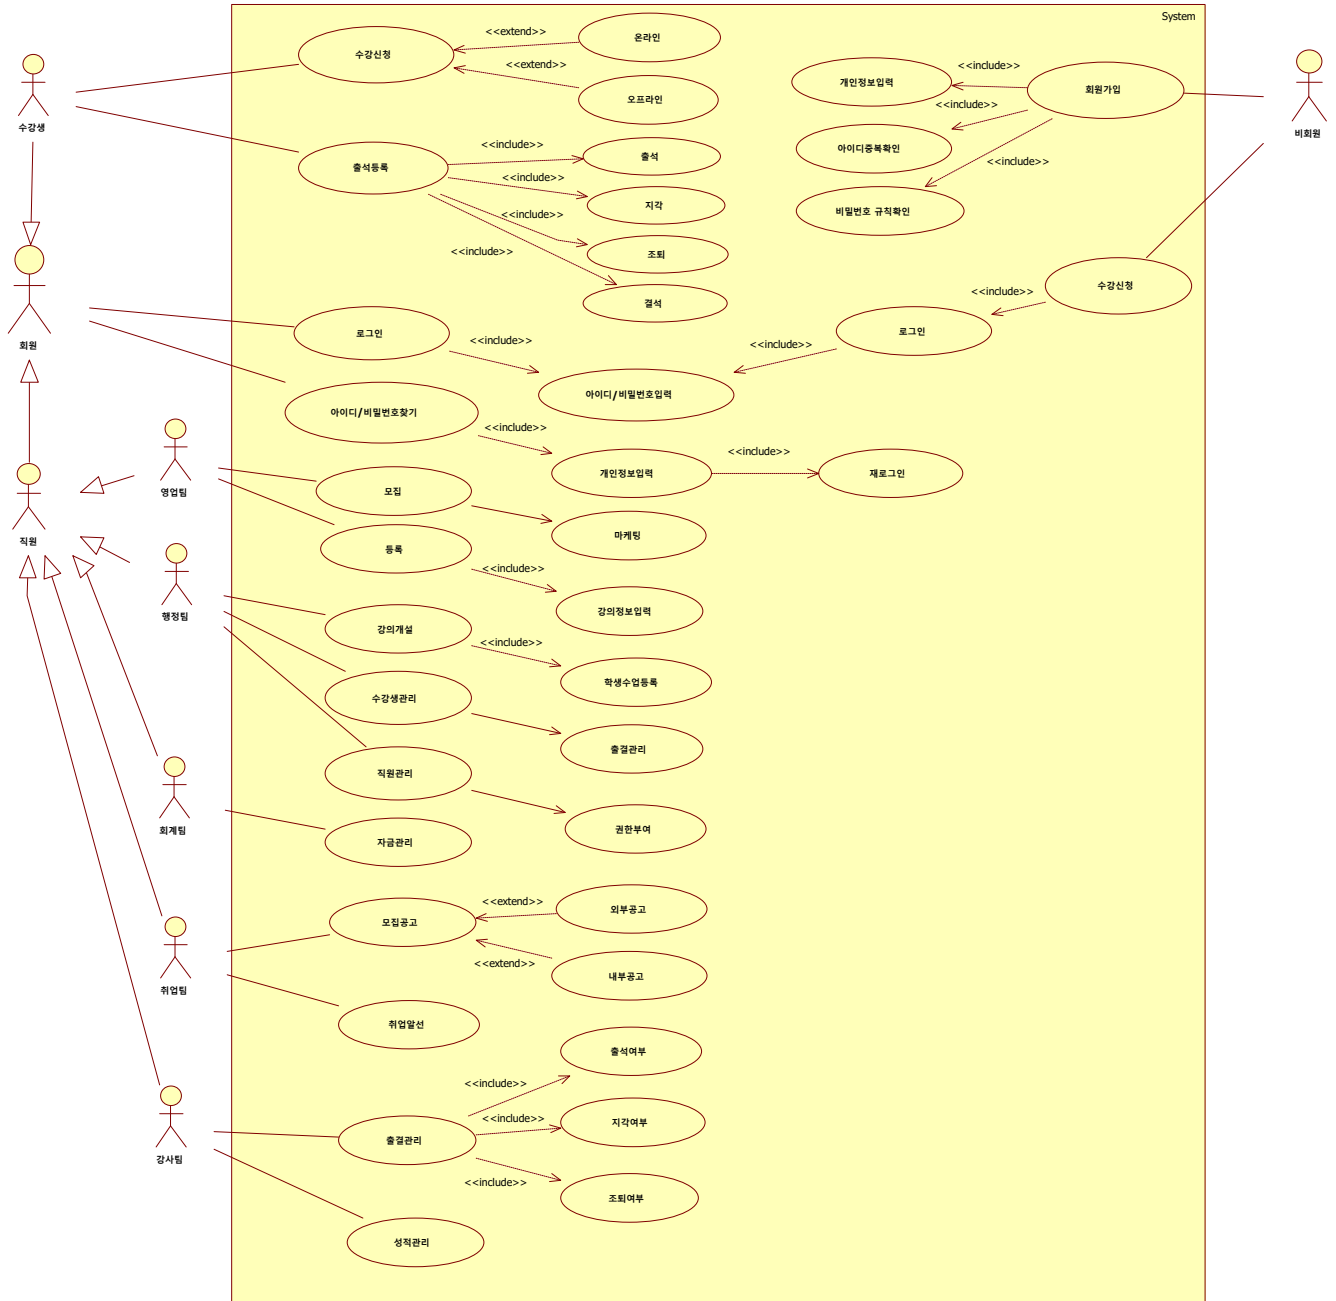 System
수강생
회원
직원
영업팀
행정팀
회계팀
취업팀
강사팀
비회원
수강신청
<<extend>>
온라인
<<extend>>
오프라인
출석등록
<<include>>
출석
<<include>>
지각
<<include>>
조퇴
<<include>>
결석
개인정보입력
<<include>>
회원가입
<<include>>
아이디중복확인
<<include>>
비밀번호 규칙확인
수강신청
<<include>>
로그인
<<include>>
로그인
<<include>>
아이디/비밀번호입력
아이디/비밀번호찾기
<<include>>
개인정보입력
<<include>>
재로그인
모집
마케팅
등록
<<include>>
강의정보입력
강의개설
<<include>>
학생수업등록
수강생관리
출결관리
직원관리
권한부여
자금관리
모집공고
<<extend>>
외부공고
<<extend>>
내부공고
취업알선
출결관리
<<include>>
출석여부
<<include>>
지각여부
<<include>>
조퇴여부
성적관리